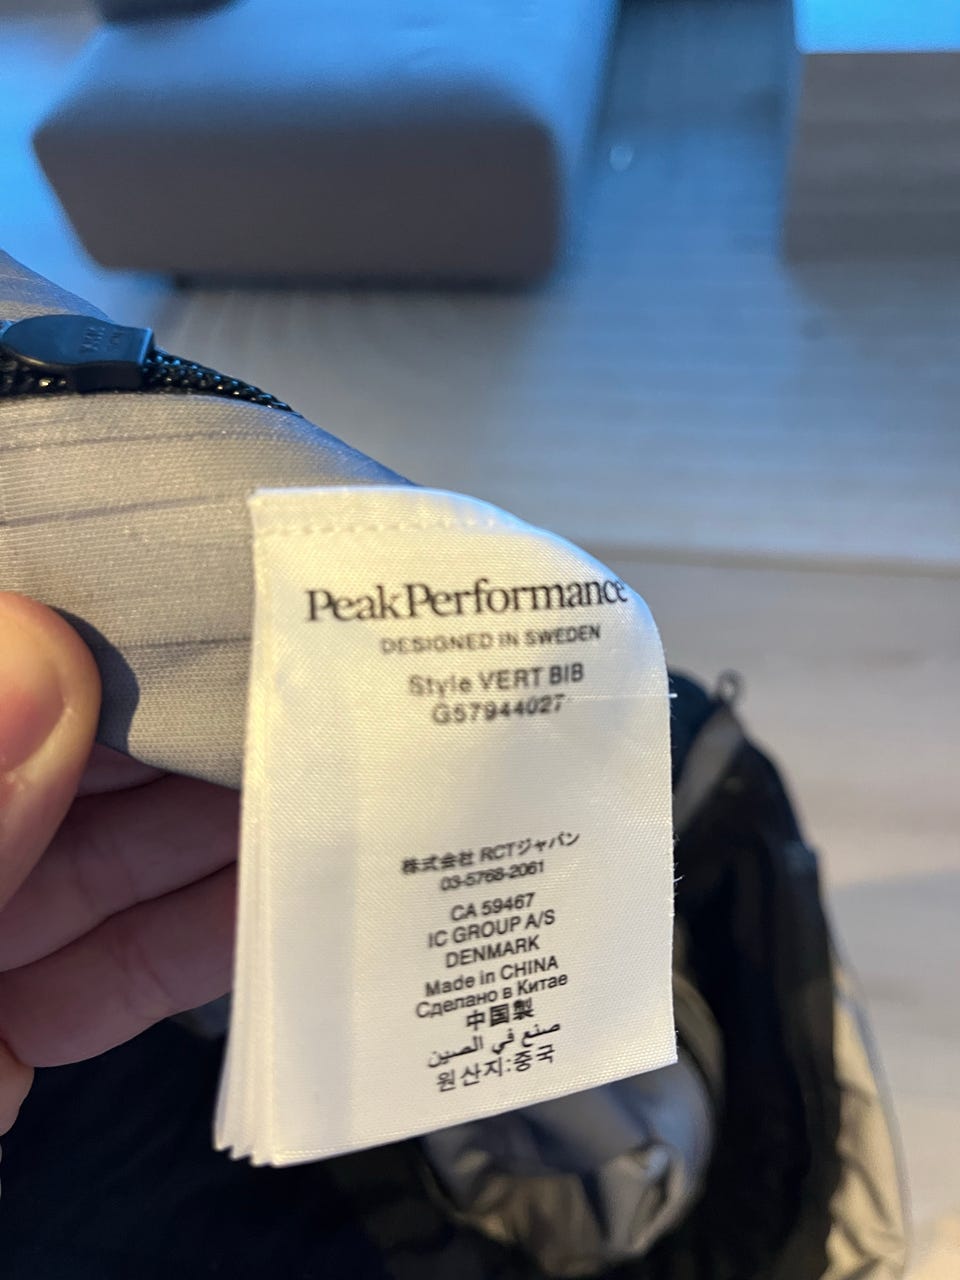 PeakPerformance
DESIGNED IN SWEDEN
Style VERT BIB
G57944027
株式会社 RCTジャパン
03-5768-2061
CA 59467
IC GROUP A/S
DENMARK
Made in CHINA
Сделано в Китае
中国製
صنع في الصين
원산지:중국